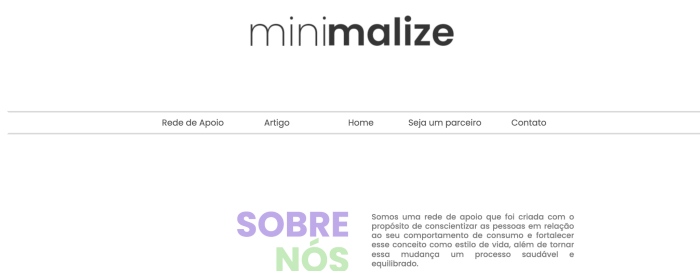 minimalize
Rede de Apoio Artigo Home Seja um parceiro Contato
SOBRE
NÓS
Somos uma rede de apoio que foi criada com o
propósito de conscientizar as pessoas em relação
ao seu comportamento de consumo e fortalecer
esse conceito como estilo de vida, além de tornar
essa mudança um processo saudável e
equilibrado.